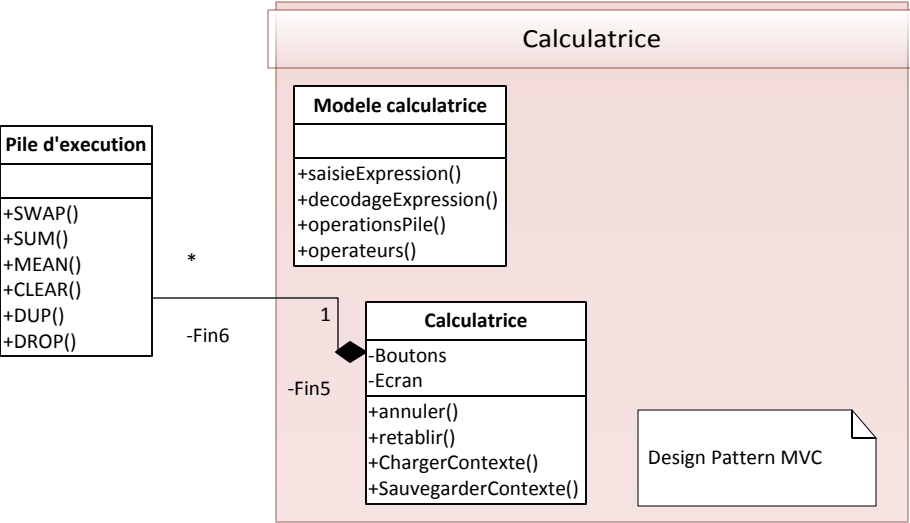 Calculatrice
Modele calculatrice
+saisieExpression()
+decodageExpression()
+operationsPile()
+operateurs()
Pile d'execution
+SWAP()
+SUM()
+MEAN()
+CLEAR()
+DUP()
+DROP()
*
-Fin6
1
-Fin5
Calculatrice
-Boutons
-Ecran
+annuler()
+retablir()
+ChargerContexte()
+SauvegarderContexte()
Design Pattern MVC